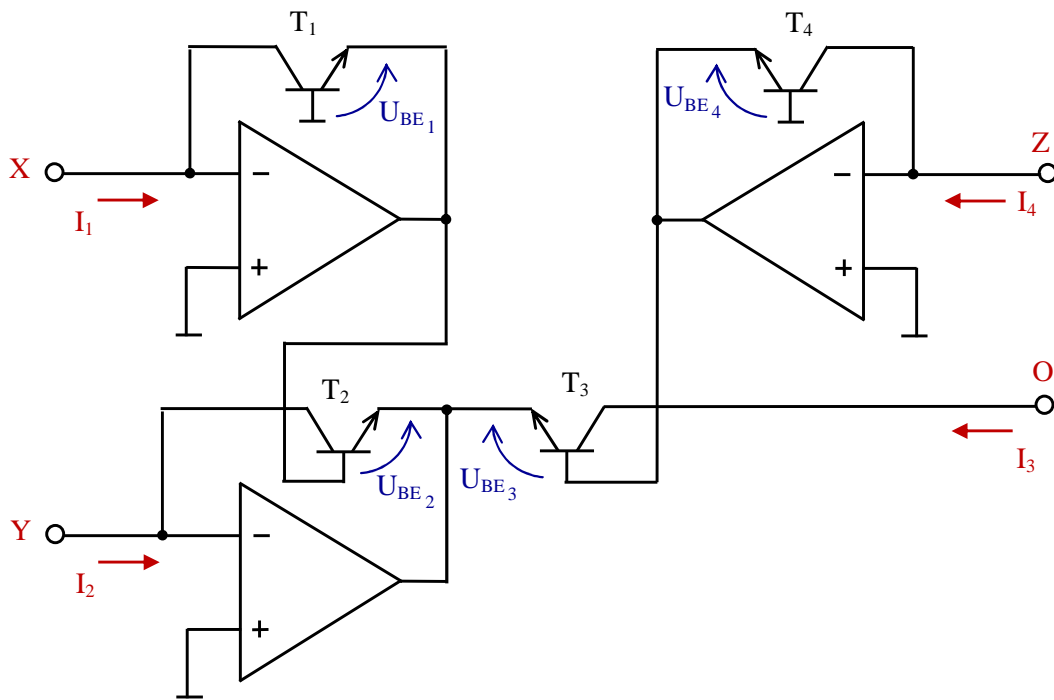 T1
T4
UBE1
UBE4
X
Z
I1
I4
−
−
+
+
T2
T3
O
UBE2
UBE3
I3
Y
I2
−
+